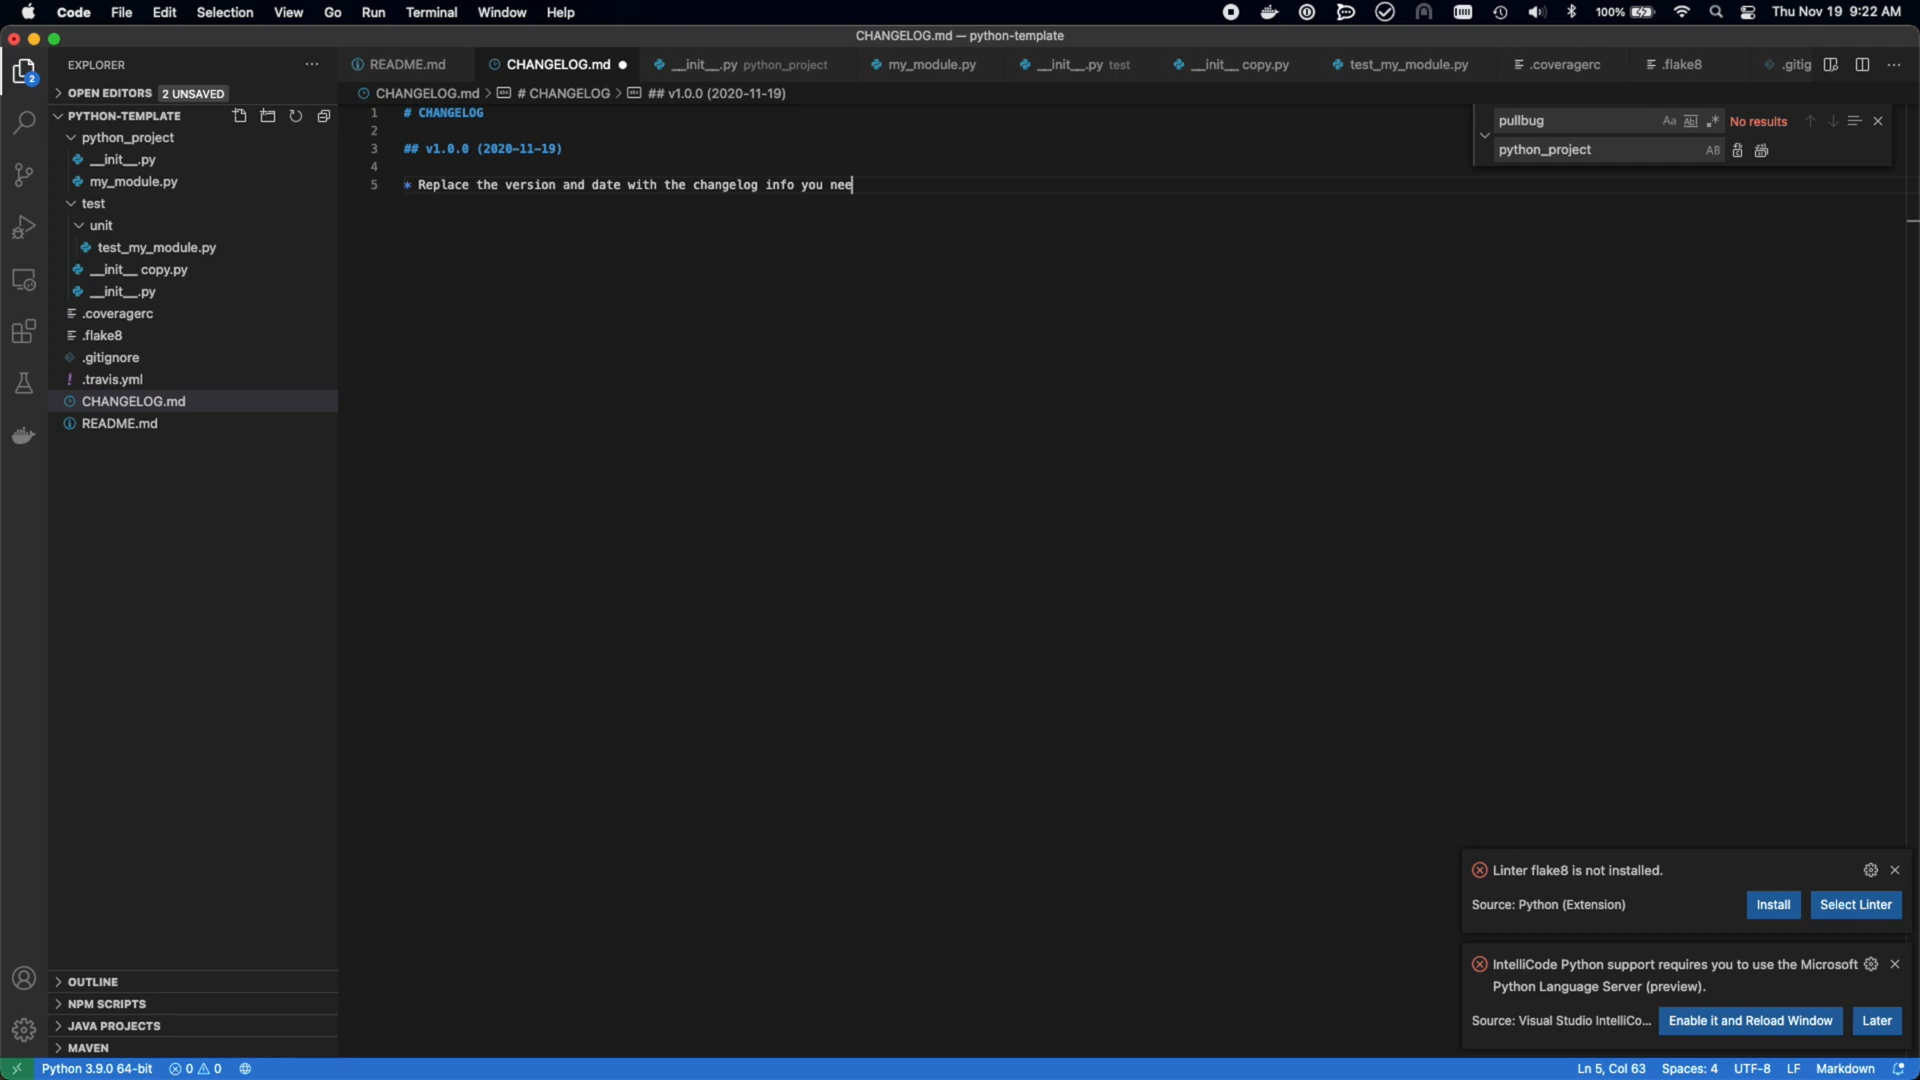 Code File Edit Selection View Go Run Terminal Window Help 100% Thu Nov 19 9:22 AM
CHANGELOG.md — python-template
EXPLORER
README.md CHANGELOG.md __init__.py python_project my_module.py __init__.py test __init__ copy.py test_my_module.py .coveragerc .flake8 .gitig
OPEN EDITORS 2 UNSAVED
CHANGELOG.md > # CHANGELOG > ## v1.0.0 (2020-11-19)
PYTHON-TEMPLATE
python_project
__init__.py
my_module.py
test
unit
test_my_module.py
__init__ copy.py
__init__.py
.coveragerc
.flake8
.gitignore
! .travis.yml
CHANGELOG.md
README.md
2
1 # CHANGELOG
2
3 ## v1.0.0 (2020-11-19)
4
5 * Replace the version and date with the changelog info you nee
pullbug Aa Abl .* No results
python_project AB
Linter flake8 is not installed.
Source: Python (Extension) Install Select Linter
IntelliCode Python support requires you to use the Microsoft
Python Language Server (preview).
Source: Visual Studio IntelliCo... Enable it and Reload Window Later
OUTLINE
NPM SCRIPTS
JAVA PROJECTS
MAVEN
Python 3.9.0 64-bit 0 0 Ln 5, Col 63 Spaces: 4 UTF-8 LF Markdown